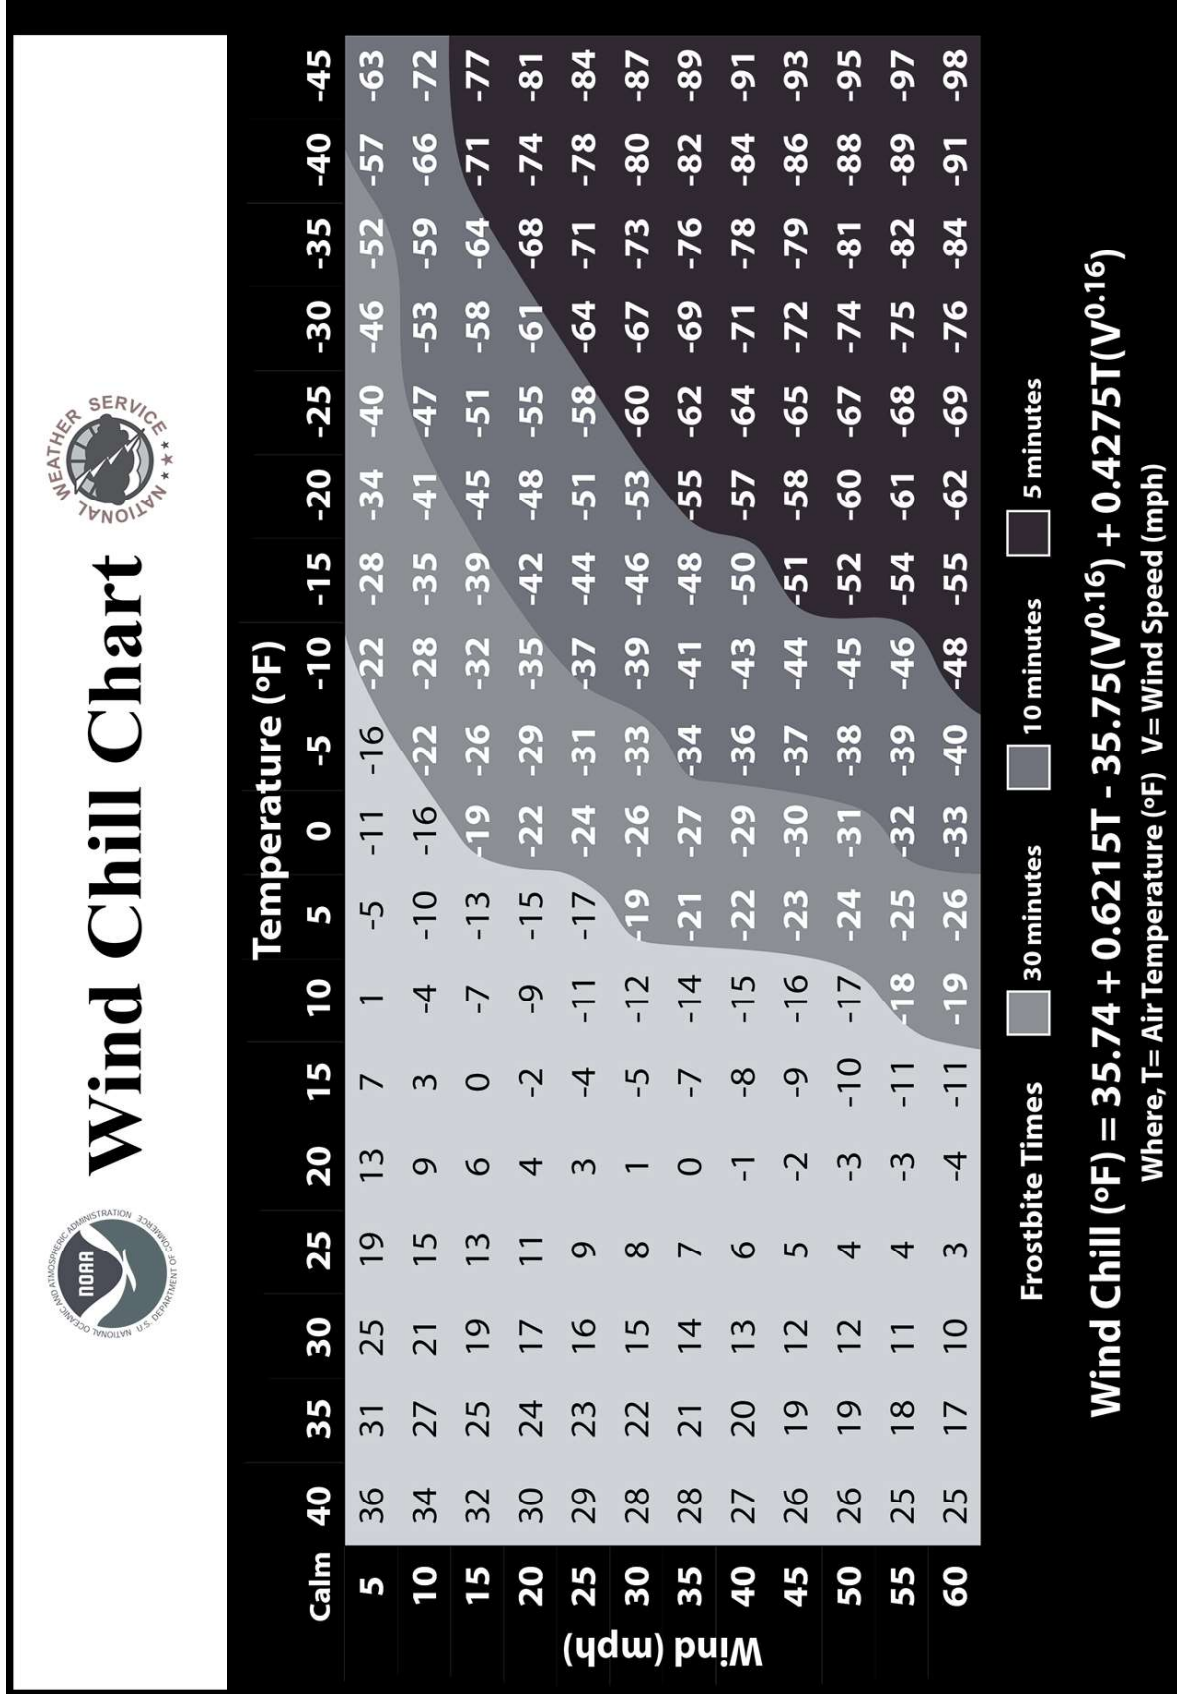 NATIONAL OCEANIC AND ATMOSPHERIC ADMINISTRATION
NOAA
U.S. DEPARTMENT OF COMMERCE
Wind Chill Chart
NATIONAL WEATHER SERVICE
Temperature (ºF)
Calm 40 35 30 25 20 15 10 5 0 -5 -10 -15 -20 -25 -30 -35 -40 -45
Wind (mph)
5 36 31 25 19 13 7 1 -5 -11 -16 -22 -28 -34 -40 -46 -52 -57 -63
10 34 27 21 15 9 3 -4 -10 -16 -22 -28 -35 -41 -47 -53 -59 -66 -72
15 32 25 19 13 6 0 -7 -13 -19 -26 -32 -39 -45 -51 -58 -64 -71 -77
20 30 24 17 11 4 -2 -9 -15 -22 -29 -35 -42 -48 -55 -61 -68 -74 -81
25 29 23 16 9 3 -4 -11 -17 -24 -31 -37 -44 -51 -58 -64 -71 -78 -84
30 28 22 15 8 1 -5 -12 -19 -26 -33 -39 -46 -53 -60 -67 -73 -80 -87
35 28 21 14 7 0 -7 -14 -21 -27 -34 -41 -48 -55 -62 -69 -76 -82 -89
40 27 20 13 6 -1 -8 -15 -22 -29 -36 -43 -50 -57 -64 -71 -78 -84 -91
45 26 19 12 5 -2 -9 -16 -23 -30 -37 -44 -51 -58 -65 -72 -79 -86 -93
50 26 19 12 4 -3 -10 -17 -24 -31 -38 -45 -52 -60 -67 -74 -81 -88 -95
55 25 18 11 4 -3 -11 -18 -25 -32 -39 -46 -54 -61 -68 -75 -82 -89 -97
60 25 17 10 3 -4 -11 -19 -26 -33 -40 -48 -55 -62 -69 -76 -84 -91 -98
Frostbite Times 30 minutes 10 minutes 5 minutes
Wind Chill (ºF) = 35.74 + 0.6215T - 35.75(V^0.16) + 0.4275T(V^0.16)
Where, T= Air Temperature (ºF) V= Wind Speed (mph)